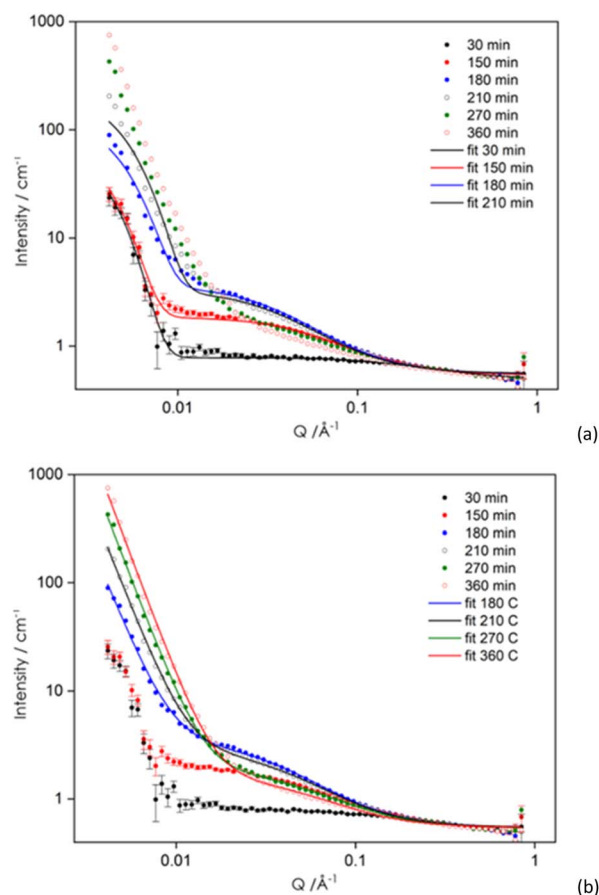 1000
100
10
1
Intensity / cm-1
30 min
150 min
180 min
210 min
270 min
360 min
fit 30 min
fit 150 min
fit 180 min
fit 210 min
0.01 0.1 1
Q /Å-1
(a)
1000
100
10
1
Intensity / cm-1
30 min
150 min
180 min
210 min
270 min
360 min
fit 180 C
fit 210 C
fit 270 C
fit 360 C
0.01 0.1 1
Q /Å-1
(b)